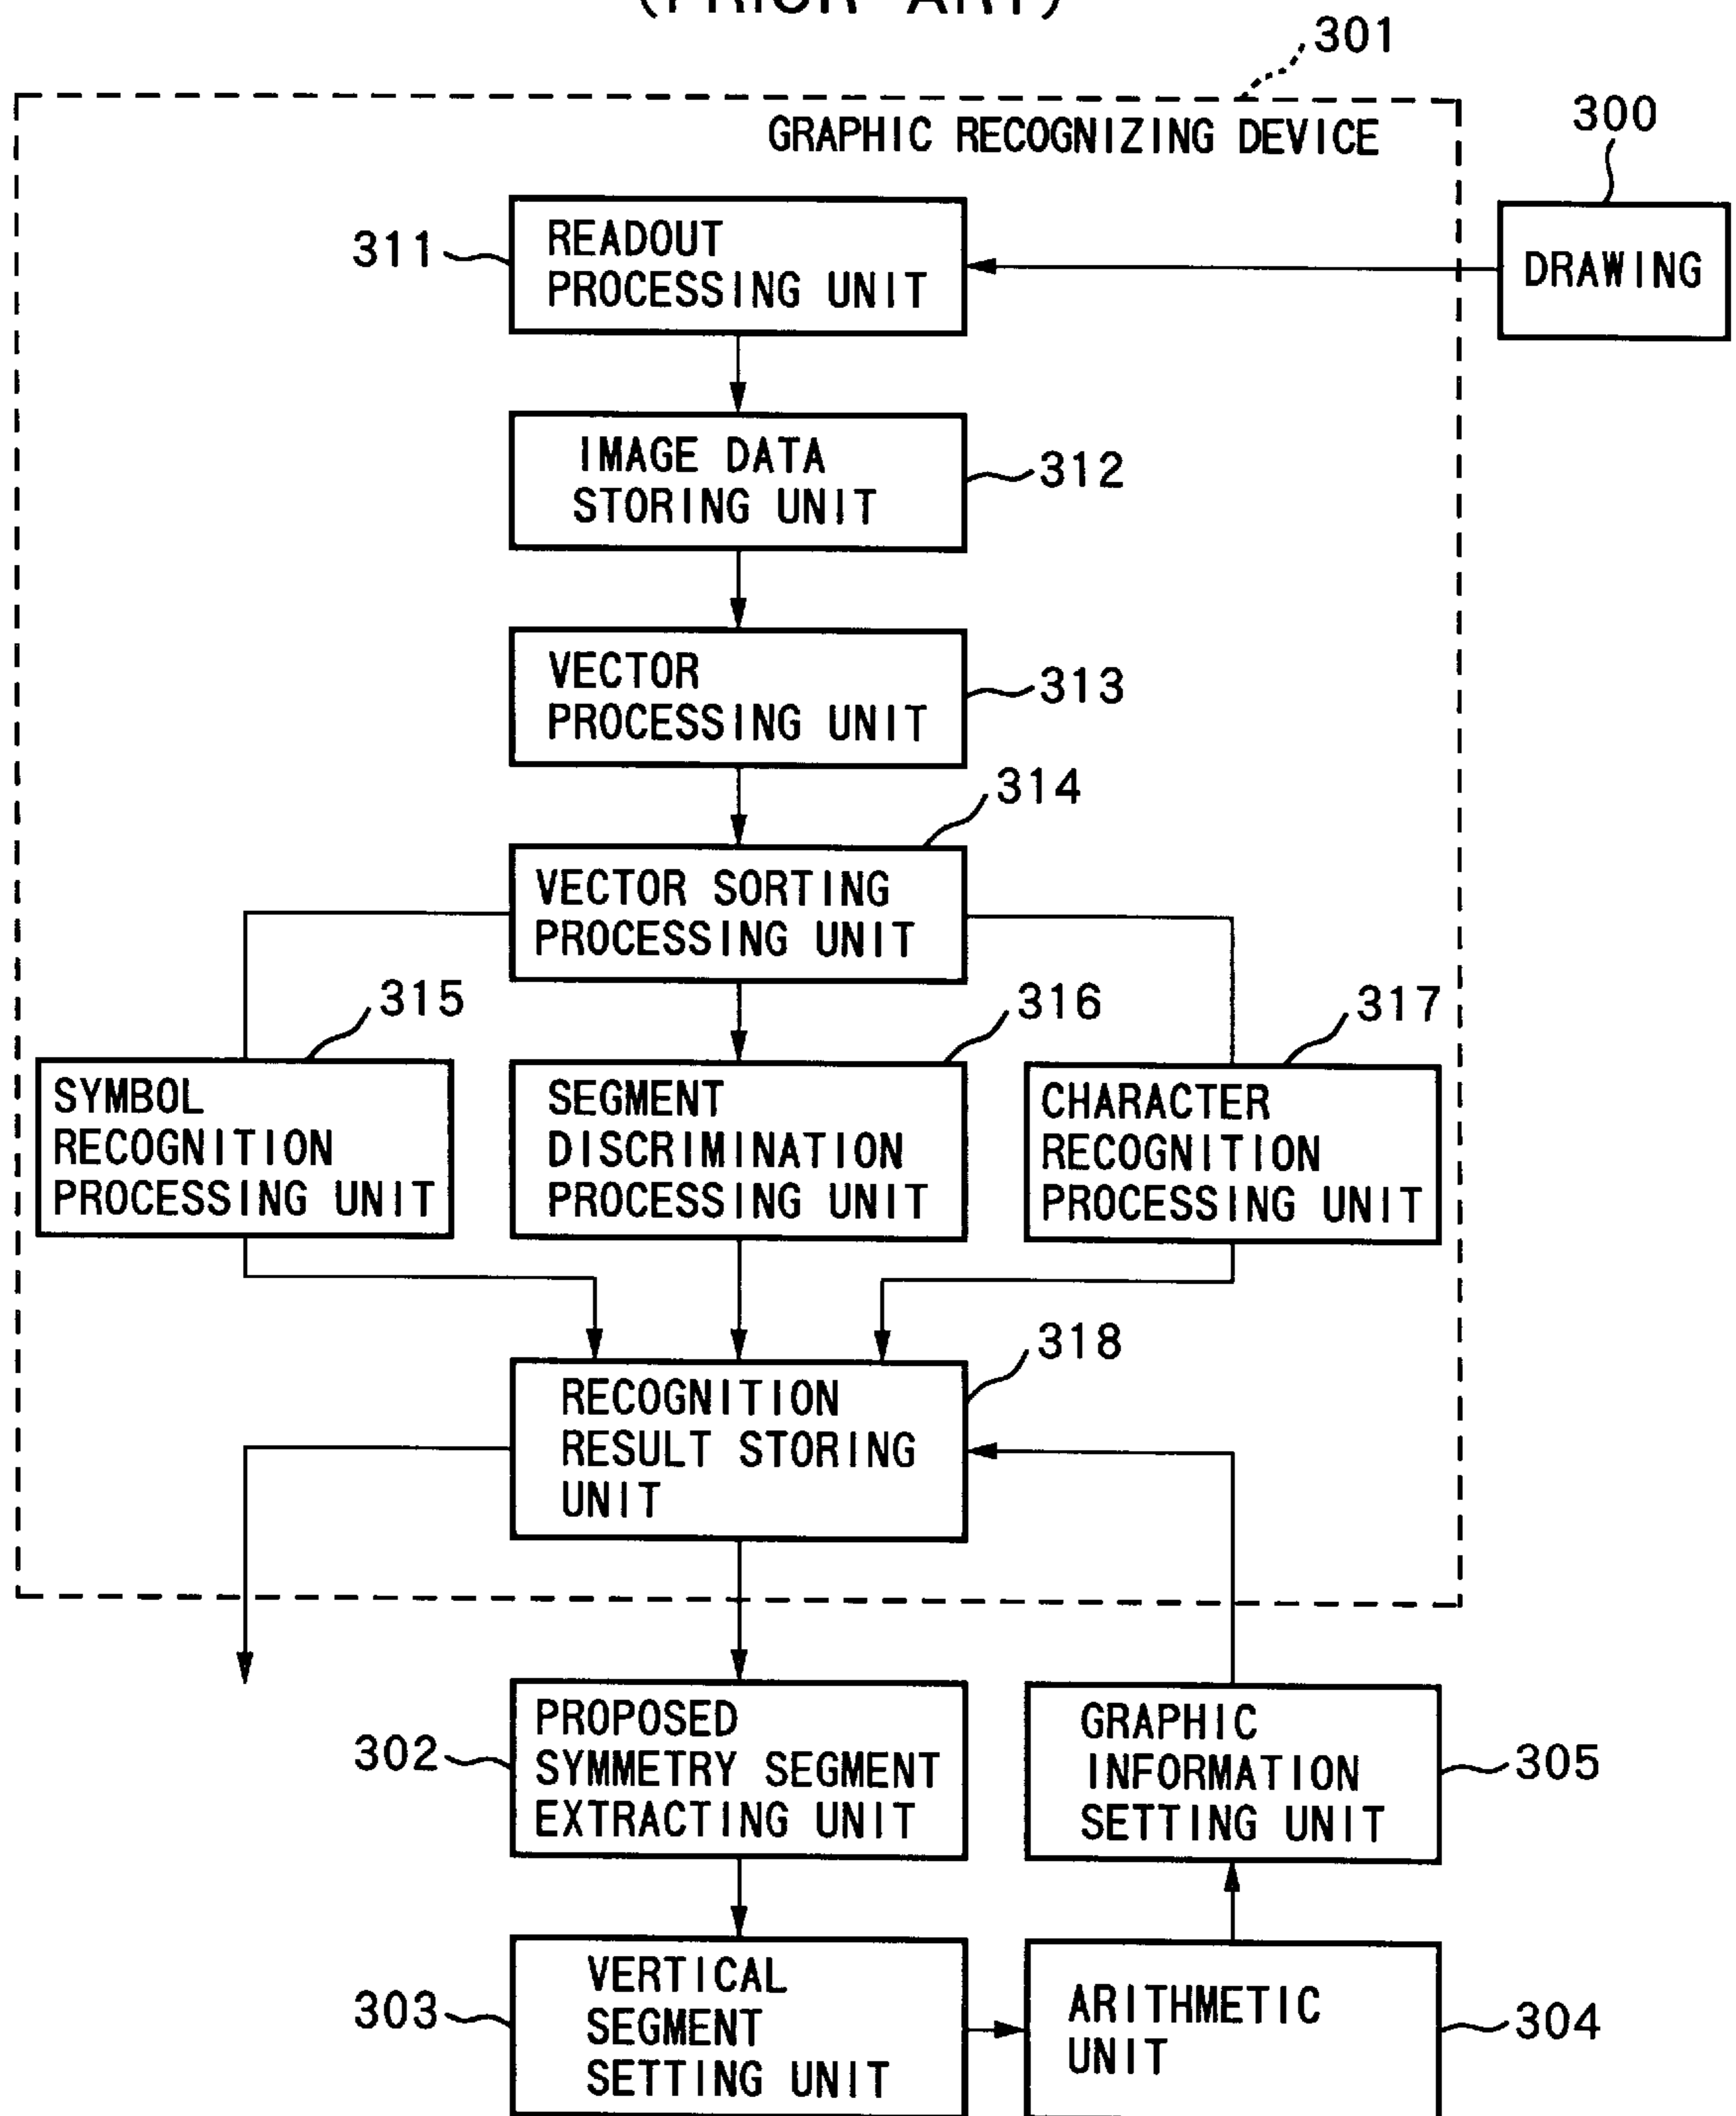 (PRIOR ART)
301
GRAPHIC RECOGNIZING DEVICE
300
DRAWING
311
READOUT
PROCESSING UNIT
IMAGE DATA
STORING UNIT
312
VECTOR
PROCESSING UNIT
313
314
VECTOR SORTING
PROCESSING UNIT
315
316
317
SYMBOL
RECOGNITION
PROCESSING UNIT
SEGMENT
DISCRIMINATION
PROCESSING UNIT
CHARACTER
RECOGNITION
PROCESSING UNIT
318
RECOGNITION
RESULT STORING
UNIT
302
PROPOSED
SYMMETRY SEGMENT
EXTRACTING UNIT
GRAPHIC
INFORMATION
SETTING UNIT
305
303
VERTICAL
SEGMENT
SETTING UNIT
ARITHMETIC
UNIT
304